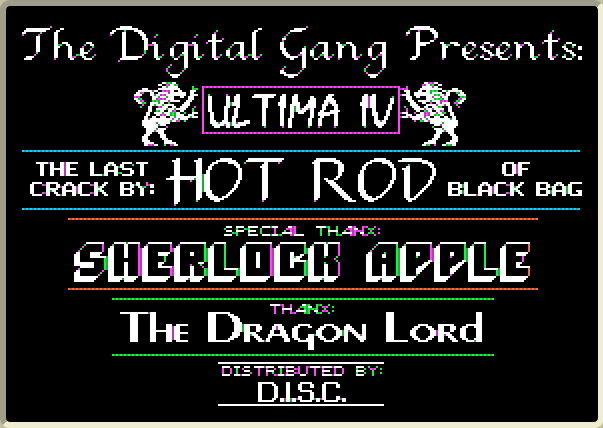 The Digital Gang Presents:
ULTIMA IV
THE LAST CRACK BY: HOT ROD OF BLACK BAG
SPECIAL THANX:
SHERLOCK APPLE
THANX:
THE DRAGON LORD
DISTRIBUTED BY:
D.I.S.C.